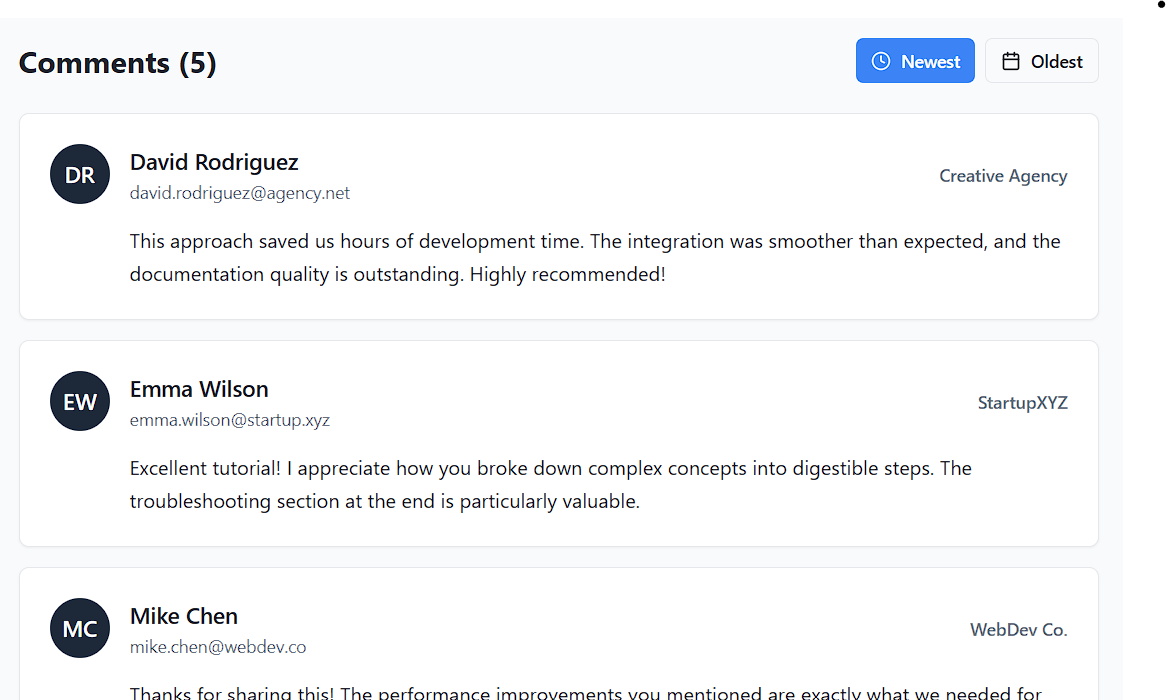 Comments (5)
Newest
Oldest
DR
David Rodriguez
david.rodriguez@agency.net
Creative Agency
This approach saved us hours of development time. The integration was smoother than expected, and the
documentation quality is outstanding. Highly recommended!
EW
Emma Wilson
emma.wilson@startup.xyz
StartupXYZ
Excellent tutorial! I appreciate how you broke down complex concepts into digestible steps. The
troubleshooting section at the end is particularly valuable.
MC
Mike Chen
mike.chen@webdev.co
WebDev Co.
Thanks for sharing this! The performance improvements you mentioned are exactly what we needed for